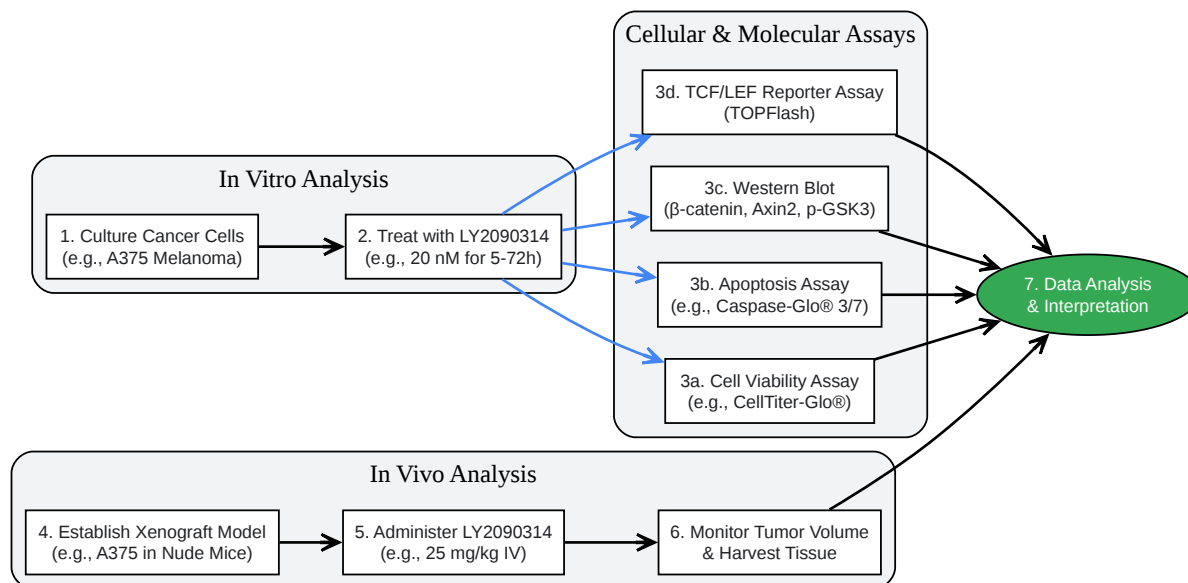 Cellular & Molecular Assays
3d. TCF/LEF Reporter Assay
(TOPFlash)
In Vitro Analysis
3c. Western Blot
(β-catenin, Axin2, p-GSK3)
1. Culture Cancer Cells
(e.g., A375 Melanoma)
2. Treat with LY2090314
(e.g., 20 nM for 5-72h)
3b. Apoptosis Assay
(e.g., Caspase-Glo® 3/7)
7. Data Analysis
& Interpretation
3a. Cell Viability Assay
(e.g., CellTiter-Glo®)
In Vivo Analysis
4. Establish Xenograft Model
(e.g., A375 in Nude Mice)
5. Administer LY2090314
(e.g., 25 mg/kg IV)
6. Monitor Tumor Volume
& Harvest Tissue